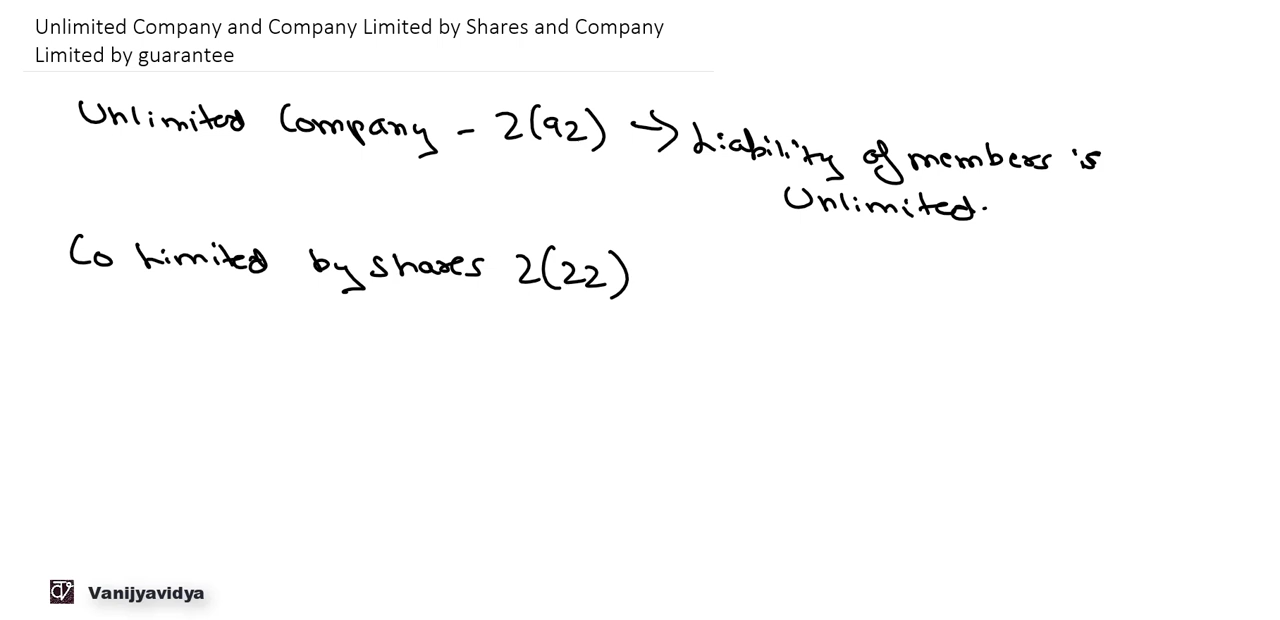 Unlimited Company and Company Limited by Shares and Company
Limited by guarantee
Unlimited Company - 2(92) → Liability of members is
Unlimited.
Co Limited by shares 2(22)
Vanijyavidya